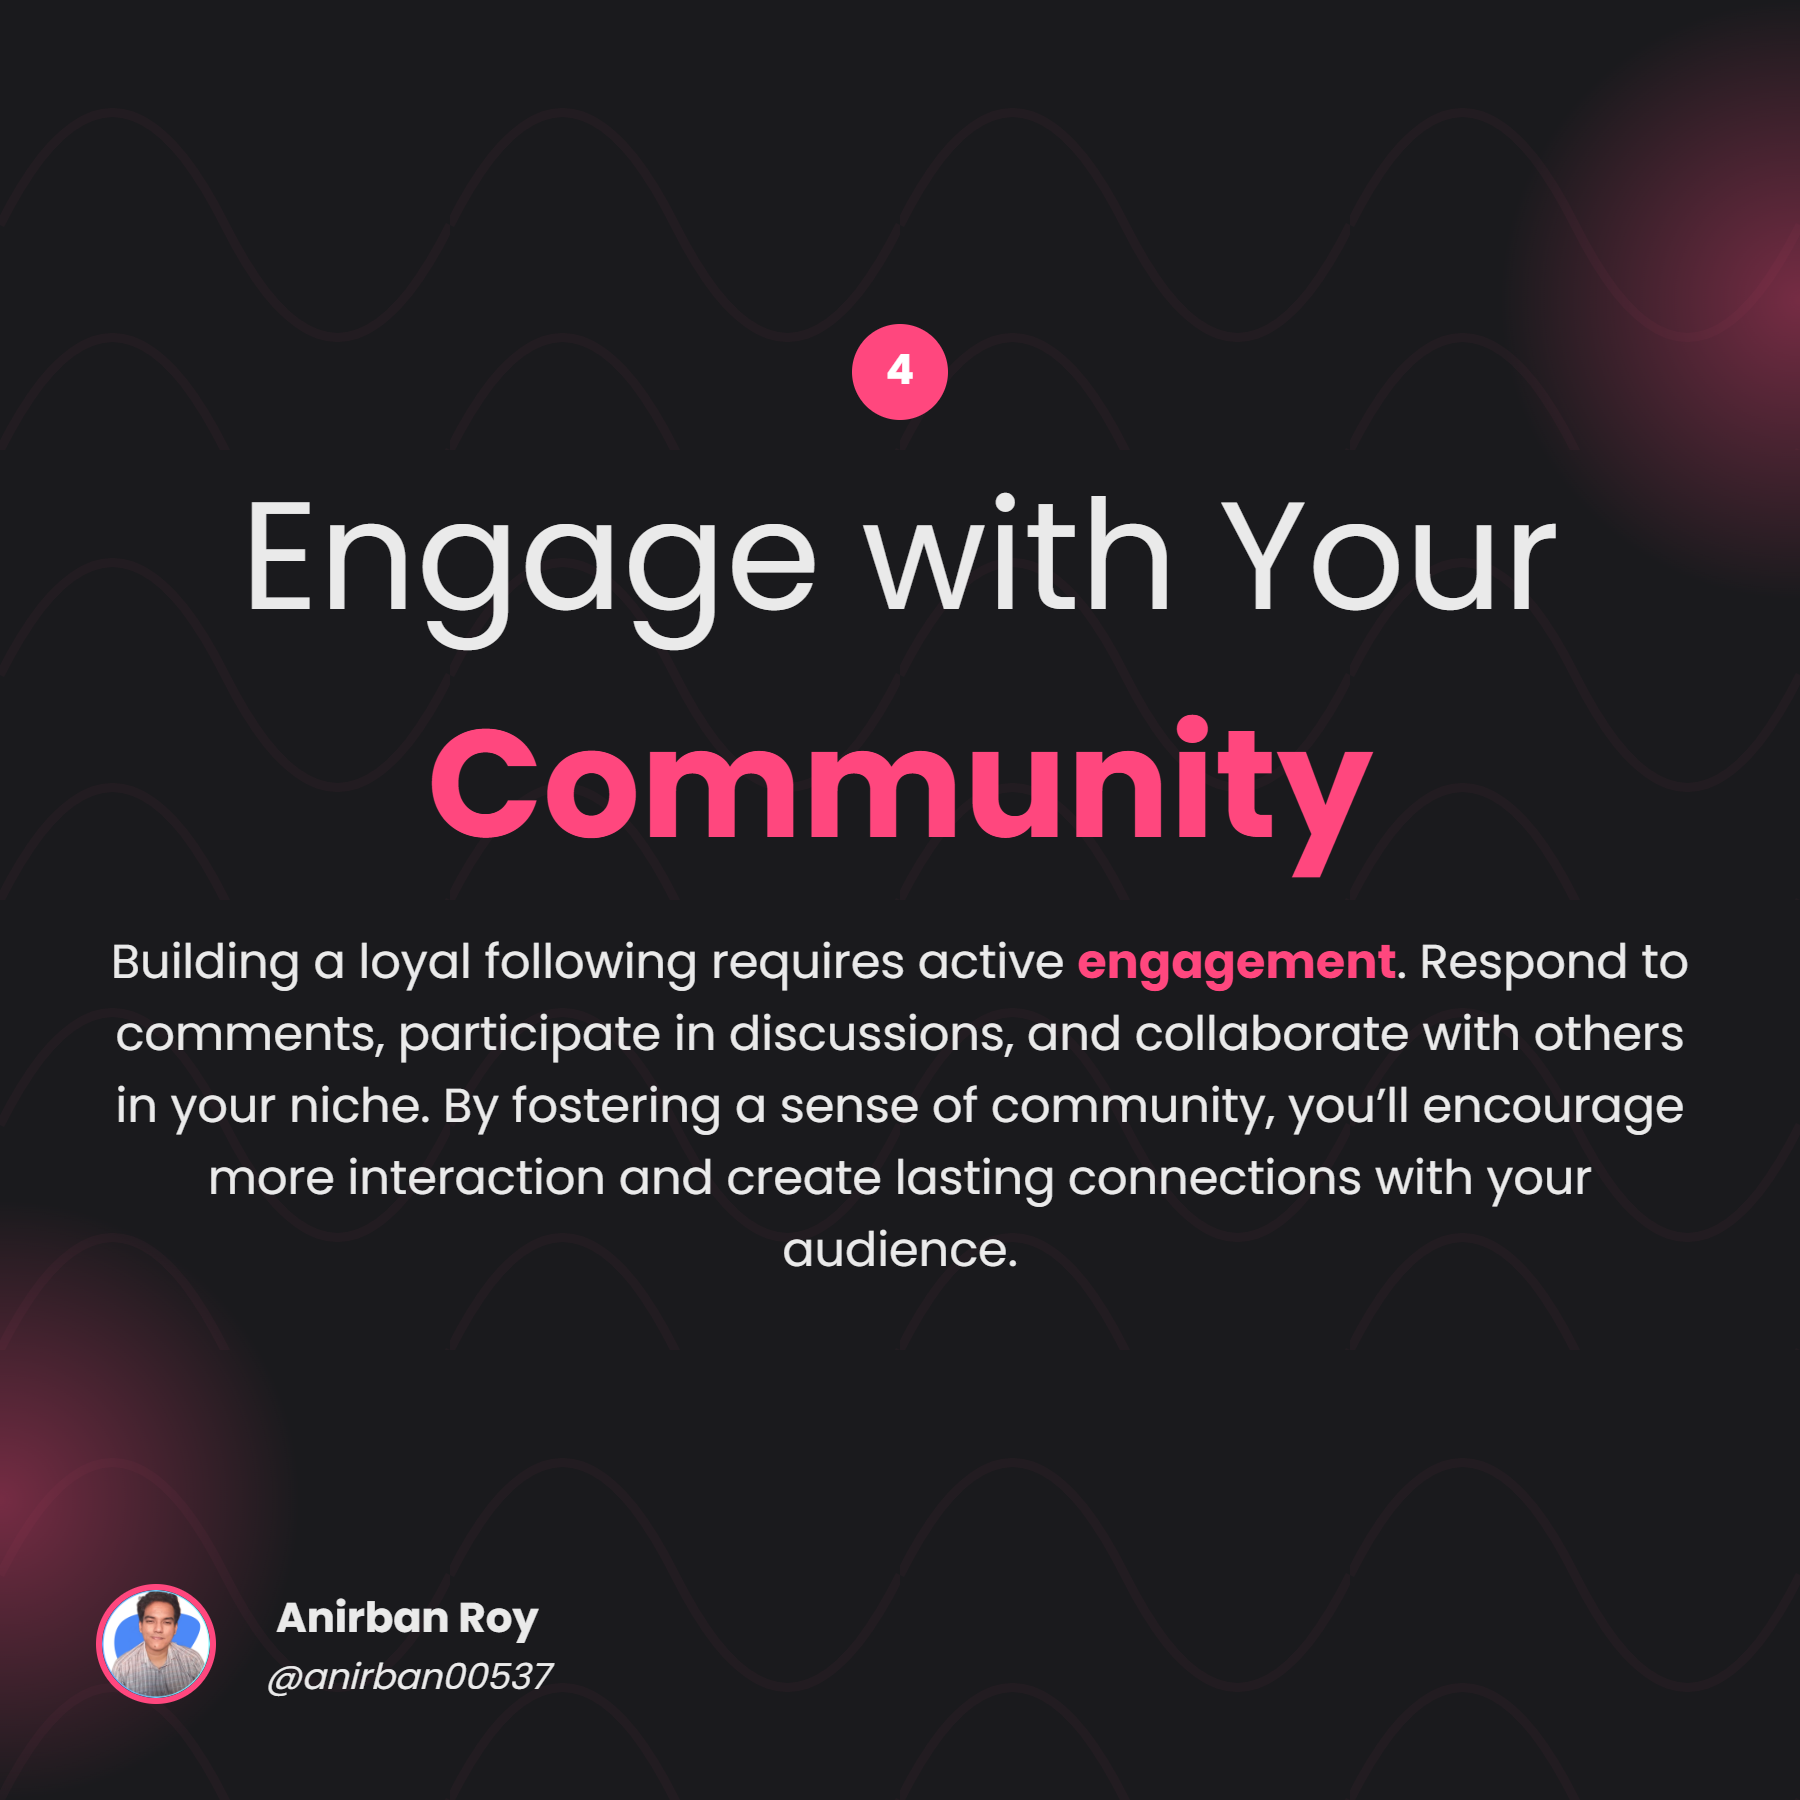 4
Engage with Your
Community
Building a loyal following requires active engagement. Respond to
comments, participate in discussions, and collaborate with others
in your niche. By fostering a sense of community, you’ll encourage
more interaction and create lasting connections with your
audience.
Anirban Roy
@anirban00537